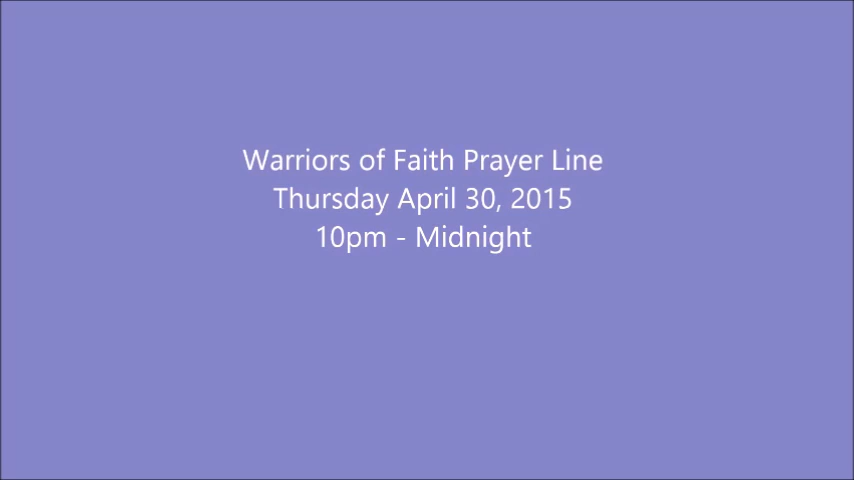 Warriors of Faith Prayer Line
Thursday April 30, 2015
10pm - Midnight